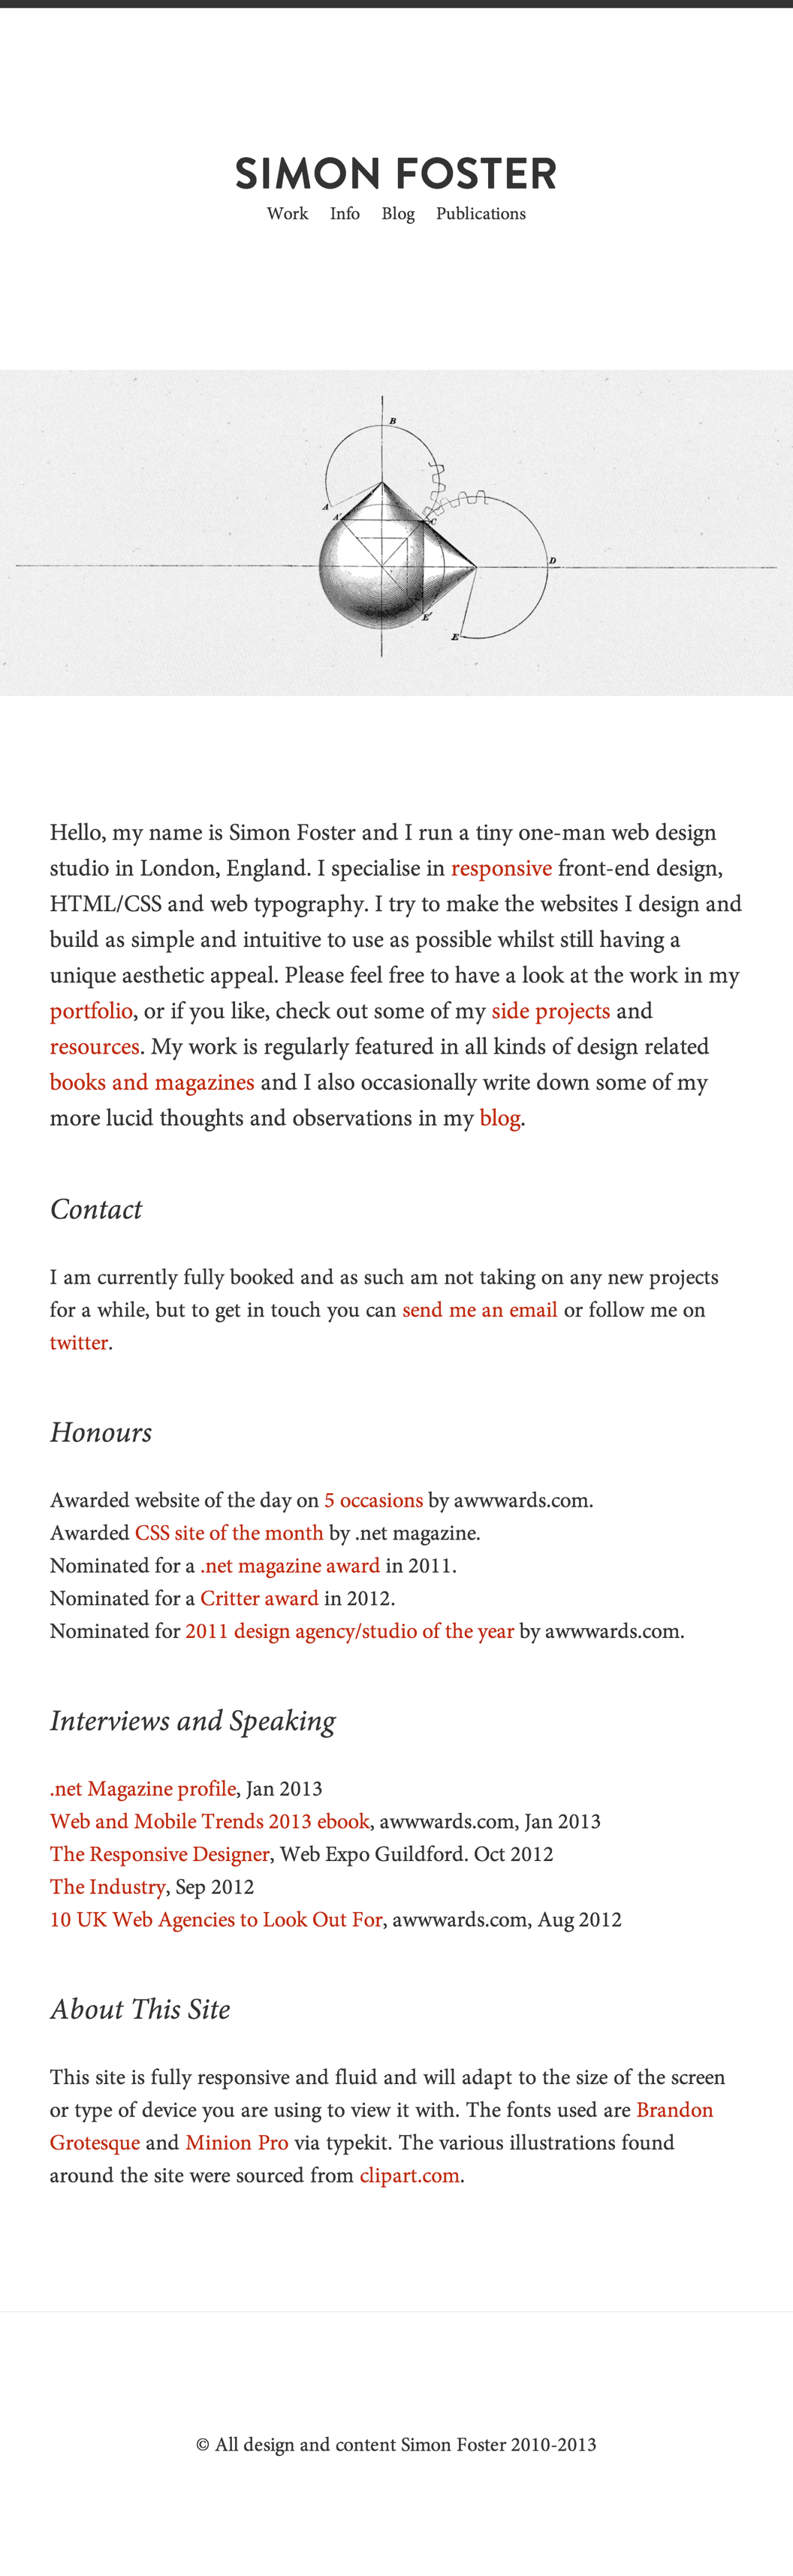 SIMON FOSTER
Work Info Blog Publications
B
A
A'
C
D
E'
E
Hello, my name is Simon Foster and I run a tiny one-man web design
studio in London, England. I specialise in responsive front-end design,
HTML/CSS and web typography. I try to make the websites I design and
build as simple and intuitive to use as possible whilst still having a
unique aesthetic appeal. Please feel free to have a look at the work in my
portfolio, or if you like, check out some of my side projects and
resources. My work is regularly featured in all kinds of design related
books and magazines and I also occasionally write down some of my
more lucid thoughts and observations in my blog.
Contact
I am currently fully booked and as such am not taking on any new projects
for a while, but to get in touch you can send me an email or follow me on
twitter.
Honours
Awarded website of the day on 5 occasions by awwwards.com.
Awarded CSS site of the month by .net magazine.
Nominated for a .net magazine award in 2011.
Nominated for a Critter award in 2012.
Nominated for 2011 design agency/studio of the year by awwwards.com.
Interviews and Speaking
.net Magazine profile, Jan 2013
Web and Mobile Trends 2013 ebook, awwwards.com, Jan 2013
The Responsive Designer, Web Expo Guildford. Oct 2012
The Industry, Sep 2012
10 UK Web Agencies to Look Out For, awwwards.com, Aug 2012
About This Site
This site is fully responsive and fluid and will adapt to the size of the screen
or type of device you are using to view it with. The fonts used are Brandon
Grotesque and Minion Pro via typekit. The various illustrations found
around the site were sourced from clipart.com.
© All design and content Simon Foster 2010-2013